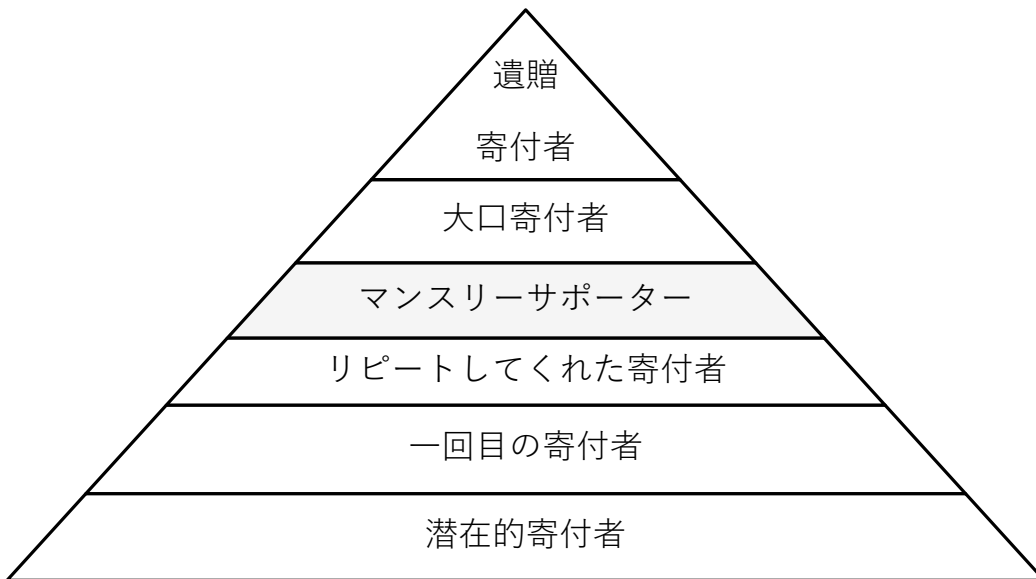 遺贈
寄付者
大口寄付者
マンスリーサポーター
リピートしてくれた寄付者
一回目の寄付者
潜在的寄付者